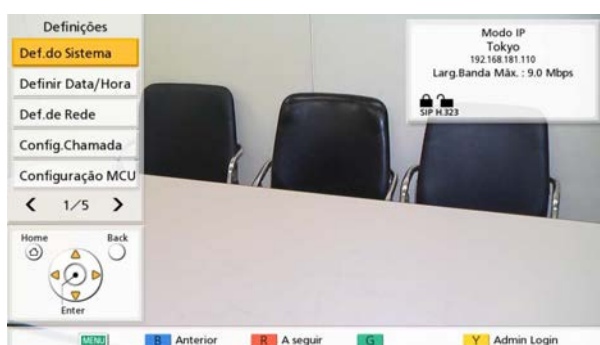 Definições
Def.do Sistema
Definir Data/Hora
Def.de Rede
Config.Chamada
Configuração MCU
1/5
Home
Back
Enter
Modo IP
Tokyo
192.168.181.110
Larg.Banda Máx. : 9.0 Mbps
SIP H.323
MENU
B Anterior
R A seguir
G
Y Admin Login